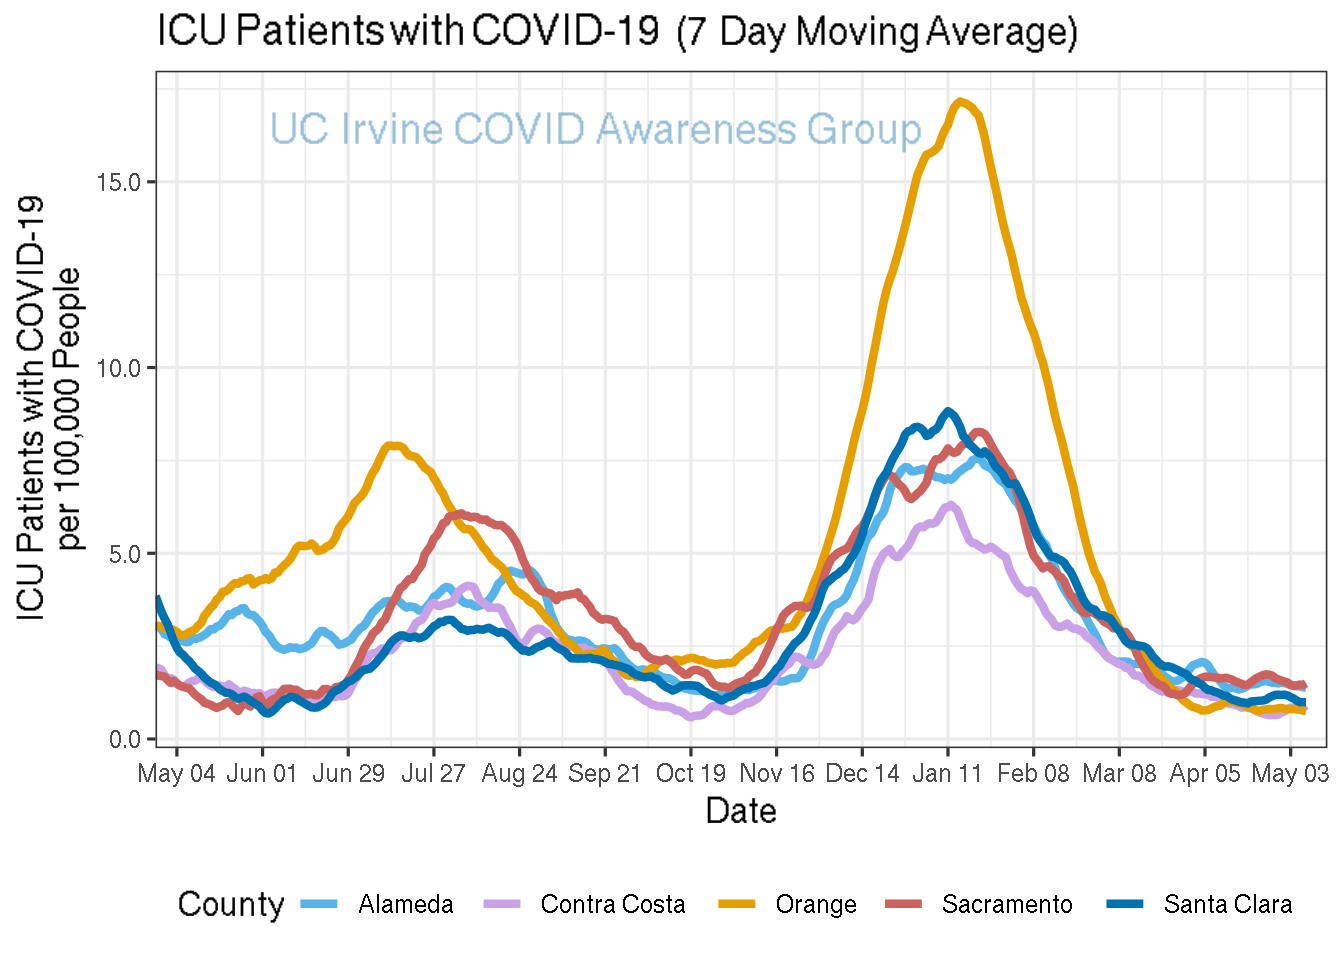 ICU Patients with COVID-19 (7 Day Moving Average)
UC Irvine COVID Awareness Group
ICU Patients with COVID-19
per 100,000 People
15.0
10.0
5.0
0.0
May 04 Jun 01 Jun 29 Jul 27 Aug 24 Sep 21 Oct 19 Nov 16 Dec 14 Jan 11 Feb 08 Mar 08 Apr 05 May 03
Date
County Alameda Contra Costa Orange Sacramento Santa Clara